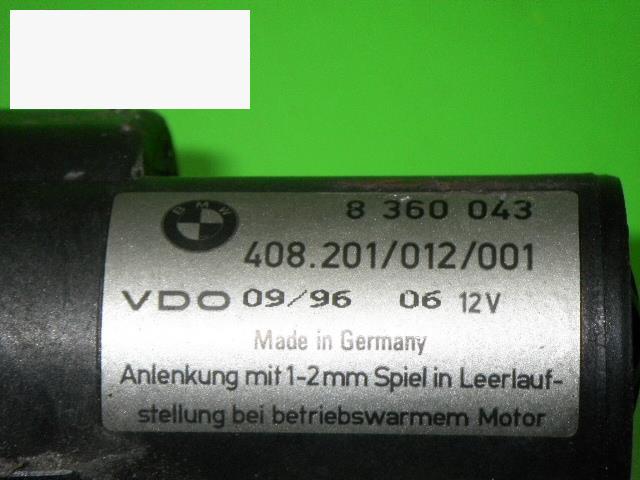 BMW
8 360 043
408.201/012/001
VDO 09/96 06 12V
Made in Germany
Anlenkung mit 1-2mm Spiel in Leerlauf-
stellung bei betriebswarmem Motor